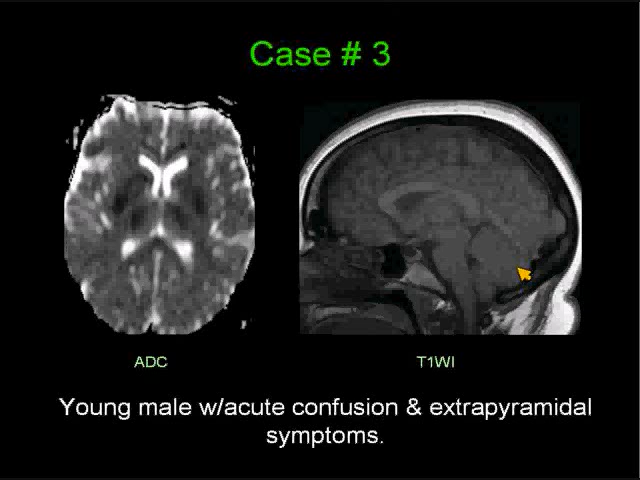 Case # 3
ADC
T1WI
Young male w/acute confusion & extrapyramidal
symptoms.